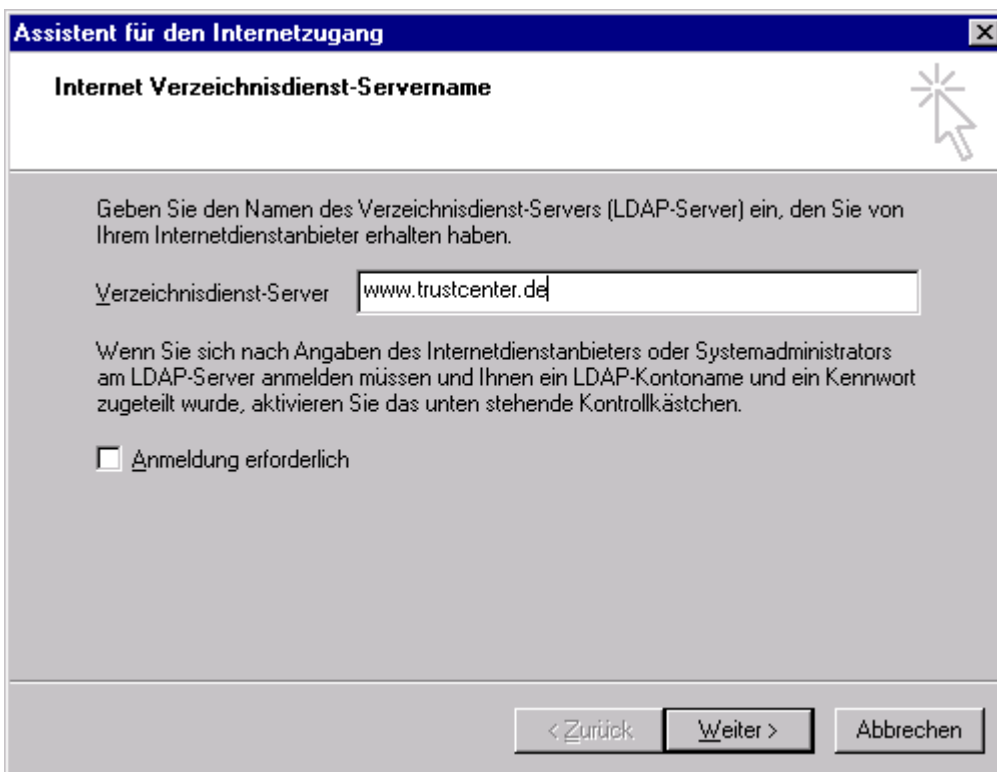 Assistent für den Internetzugang
Internet Verzeichnisdienst-Servername
Geben Sie den Namen des Verzeichnisdienst-Servers (LDAP-Server) ein, den Sie von
Ihrem Internetdienstanbieter erhalten haben.
Verzeichnisdienst-Server www.trustcenter.de
Wenn Sie sich nach Angaben des Internetdienstanbieters oder Systemadministrators
am LDAP-Server anmelden müssen und Ihnen ein LDAP-Kontoname und ein Kennwort
zugeteilt wurde, aktivieren Sie das unten stehende Kontrollkästchen.
Anmeldung erforderlich
< Zurück Weiter > Abbrechen